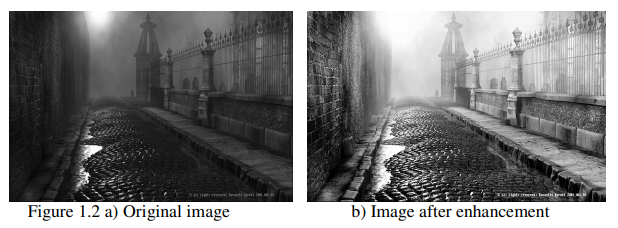 Figure 1.2 a) Original image
b) Image after enhancement